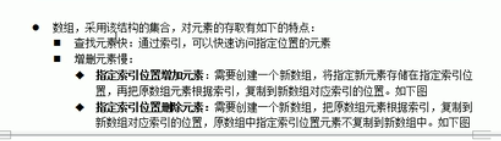 ● 数组，采用该结构的集合，对元素的存取有如下的特点：
■ 查找元素快：通过索引，可以快速访问指定位置的元素
■ 增删元素慢：
◆ 指定索引位置增加元素：需要创建一个新数组，将指定新元素存储在指定索引位
置，再把原数组元素根据索引，复制到新数组对应索引的位置。如下图
◆ 指定索引位置删除元素：需要创建一个新数组，把原数组元素根据索引，复制到
新数组对应索引的位置，原数组中指定索引位置元素不复制到新数组中。如下图